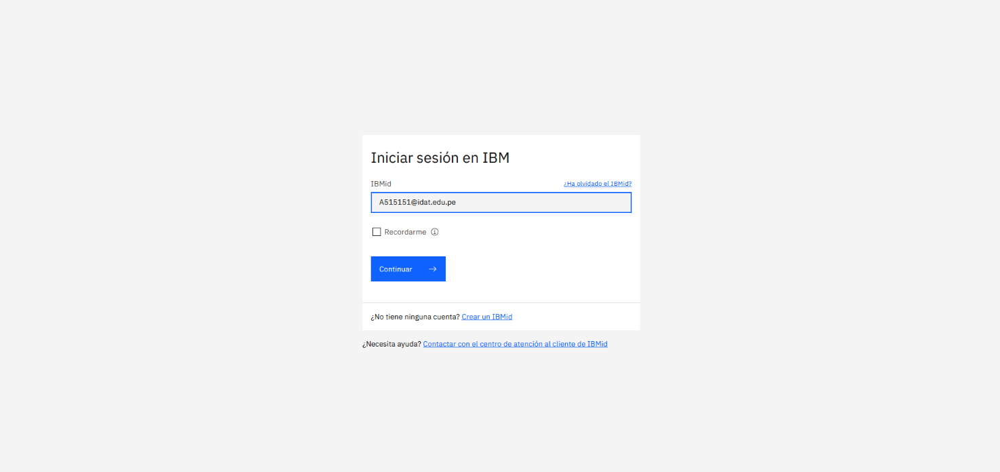 Iniciar sesión en IBM
IBMid ¿Ha olvidado el IBMid?
A515151@idat.edu.pe
Recordarme
Continuar
¿No tiene ninguna cuenta? Crear un IBMid
¿Necesita ayuda? Contactar con el centro de atención al cliente de IBMid